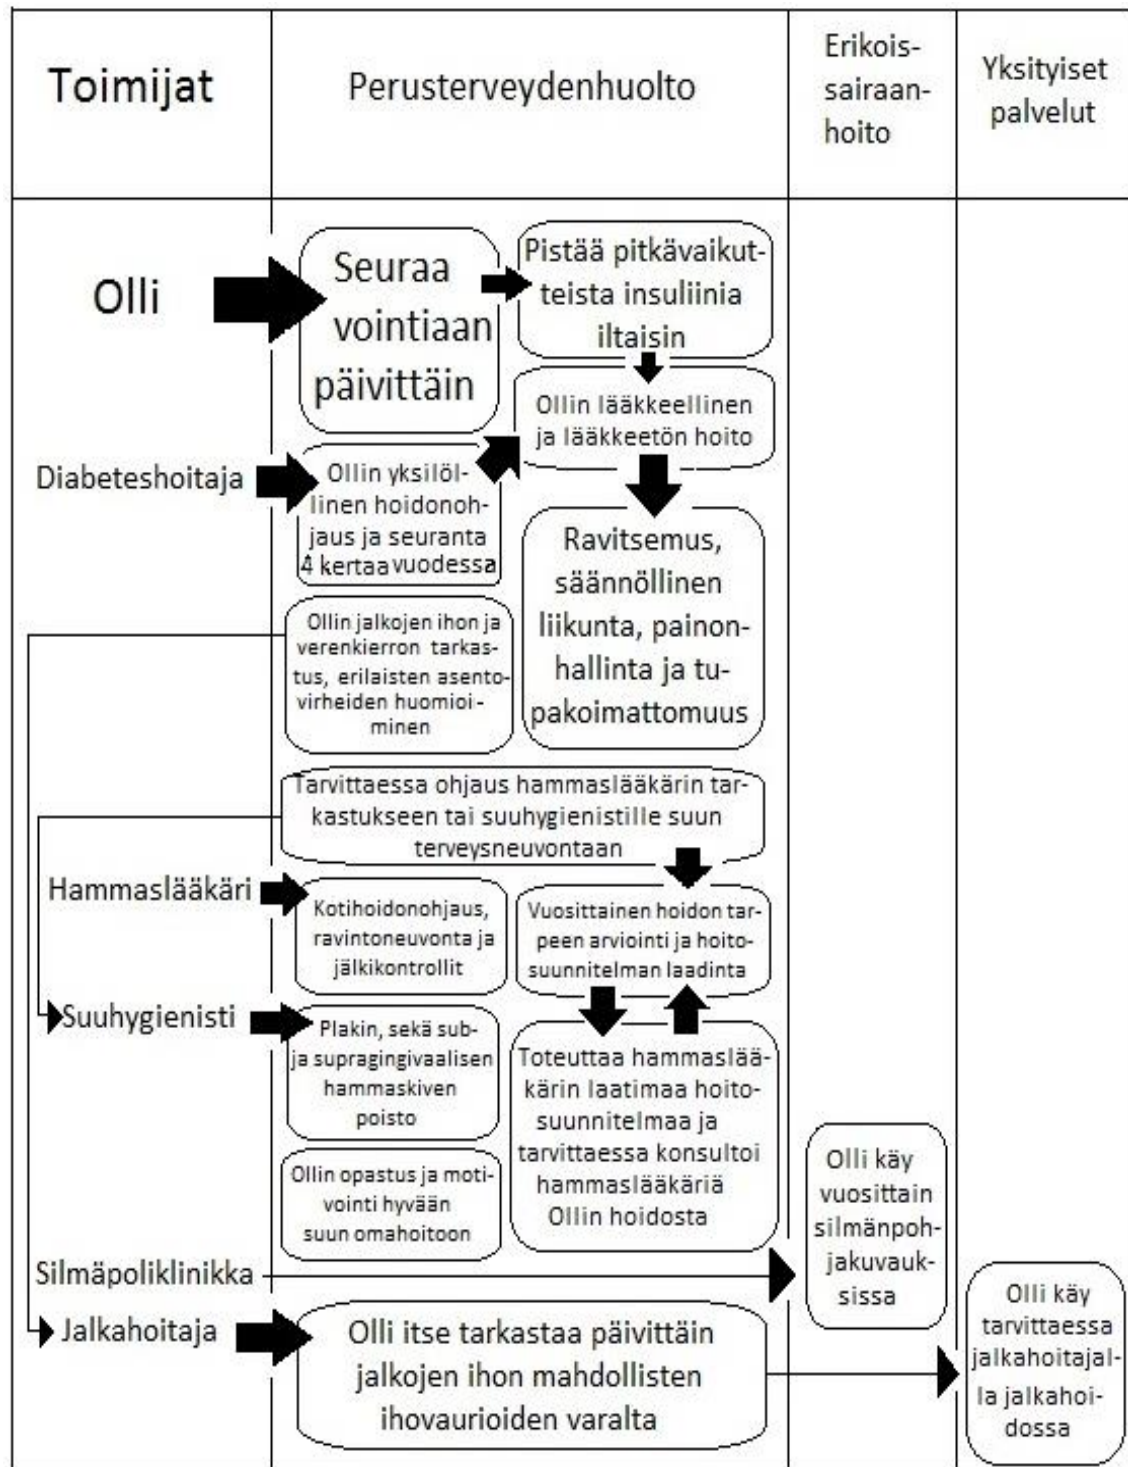 Toimijat
Perusterveydenhuolto
Erikois-
sairaan-
hoito
Yksityiset
palvelut
Olli
Seuraa
vointiaan
päivittäin
Pistää pitkävaikut-
teista insuliinia
iltaisin
Ollin lääkkeellinen
ja lääkkeetön hoito
Diabeteshoitaja
Ollin yksilöl-
linen hoidonoh-
jaus ja seuranta
4 kertaa vuodessa
Ravitsemus,
säännöllinen
liikunta, painon-
hallinta ja tu-
pakoimattomuus
Ollin jalkojen ihon ja
verenkierron tarkas-
tus, erilaisten asento-
virheiden huomioi-
minen
Tarvittaessa ohjaus hammaslääkärin tar-
kastukseen tai suuhygienistille suun
terveysneuvontaan
Hammaslääkäri
Kotihoidonohjaus,
ravintoneuvonta ja
jälkikontrollit
Vuosittainen hoidon tar-
peen arviointi ja hoito-
suunnitelman laadinta
Suuhygienisti
Plakin, sekä sub-
ja supragingivaalisen
hammaskiven
poisto
Toteuttaa hammaslää-
kärin laatimaa hoito-
suunnitelmaa ja
tarvittaessa konsultoi
hammaslääkäriä
Ollin hoidosta
Ollin opastus ja moti-
vointi hyvään
suun omahoitoon
Silmäpoliklinikka
Olli käy
vuosittain
silmänpoh-
jakuvauk-
sissa
Jalkahoitaja
Olli itse tarkastaa päivittäin
jalkojen ihon mahdollisten
ihovaurioiden varalta
Olli käy
tarvittaessa
jalkahoitajal-
la jalkahoi-
dossa